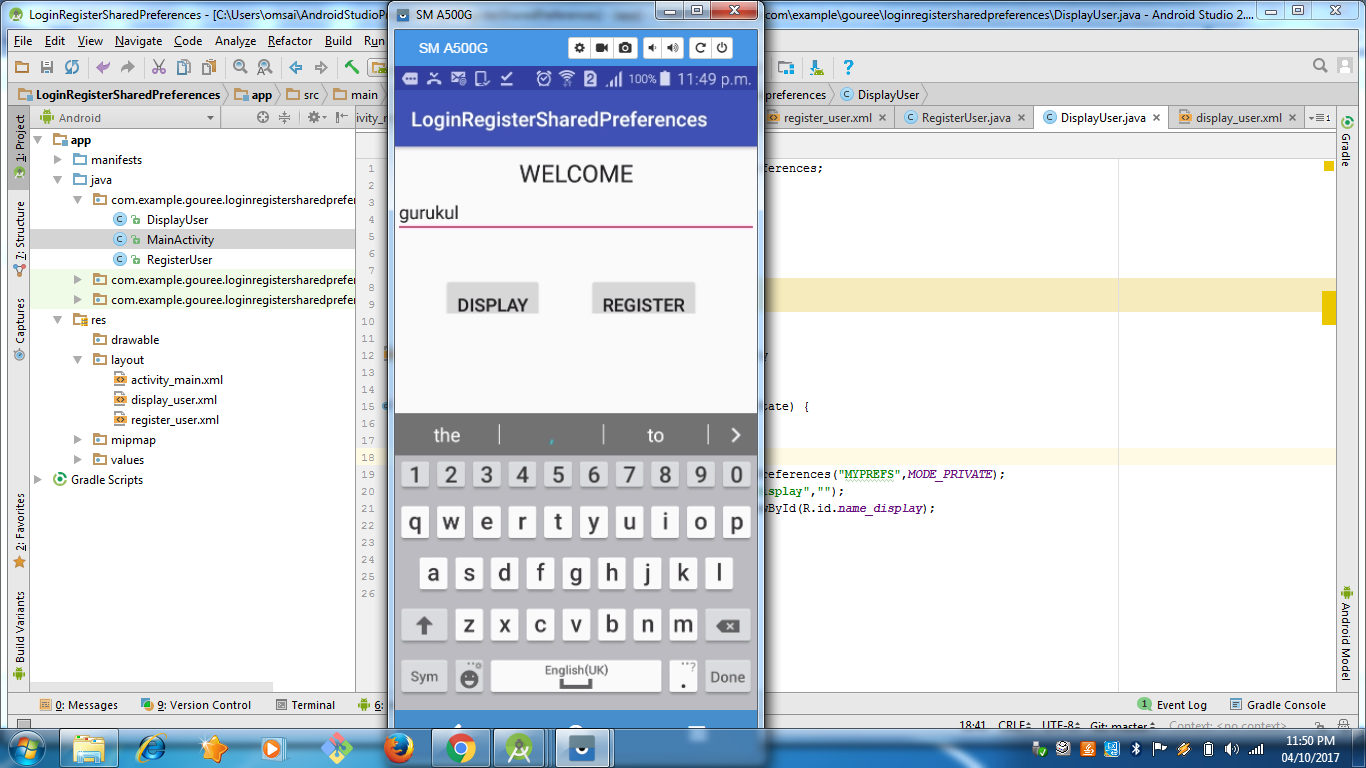 LoginRegisterSharedPreferences - [C:\Users\omsai\AndroidStudioP
SM A500G
com\example\gouree\loginregistersharedpreferences\DisplayUser.java - Android Studio 2....
File Edit View Navigate Code Analyze Refactor Build Run
SM A500G
100% 11:49 p.m.
LoginRegisterSharedPreferences app src main
preferences DisplayUser
Android
LoginRegisterSharedPreferences
register_user.xml RegisterUser.java DisplayUser.java display_user.xml
1: Project
7: Structure
Captures
2: Favorites
Build Variants
app
manifests
java
com.example.gouree.loginregistersharedprefer
DisplayUser
MainActivity
RegisterUser
com.example.gouree.loginregistersharedprefer
com.example.gouree.loginregistersharedprefer
res
drawable
layout
activity_main.xml
display_user.xml
register_user.xml
mipmap
values
Gradle Scripts
1
2
3
4
5
6
7
8
9
10
11
12
13
14
15
16
17
18
19
20
21
22
23
24
25
26
WELCOME
gurukul
DISPLAY REGISTER
the , to
1 2 3 4 5 6 7 8 9 0
q w e r t y u i o p
a s d f g h j k l
z x c v b n m
Sym English(UK) . Done
ferences;
tate) {
references("MYPREFS",MODE_PRIVATE);
isplay","");
wById(R.id.name_display);
Gradle
Android Model
0: Messages 9: Version Control Terminal 6:
1 Event Log Gradle Console
18:41 CRLF UTF-8 Git: master Context: <no context>
11:50 PM
04/10/2017